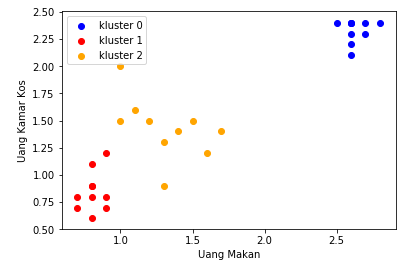 2.50
2.25
2.00
1.75
1.50
1.25
1.00
0.75
0.50
Uang Kamar Kos
kluster 0
kluster 1
kluster 2
1.0
1.5
2.0
2.5
Uang Makan